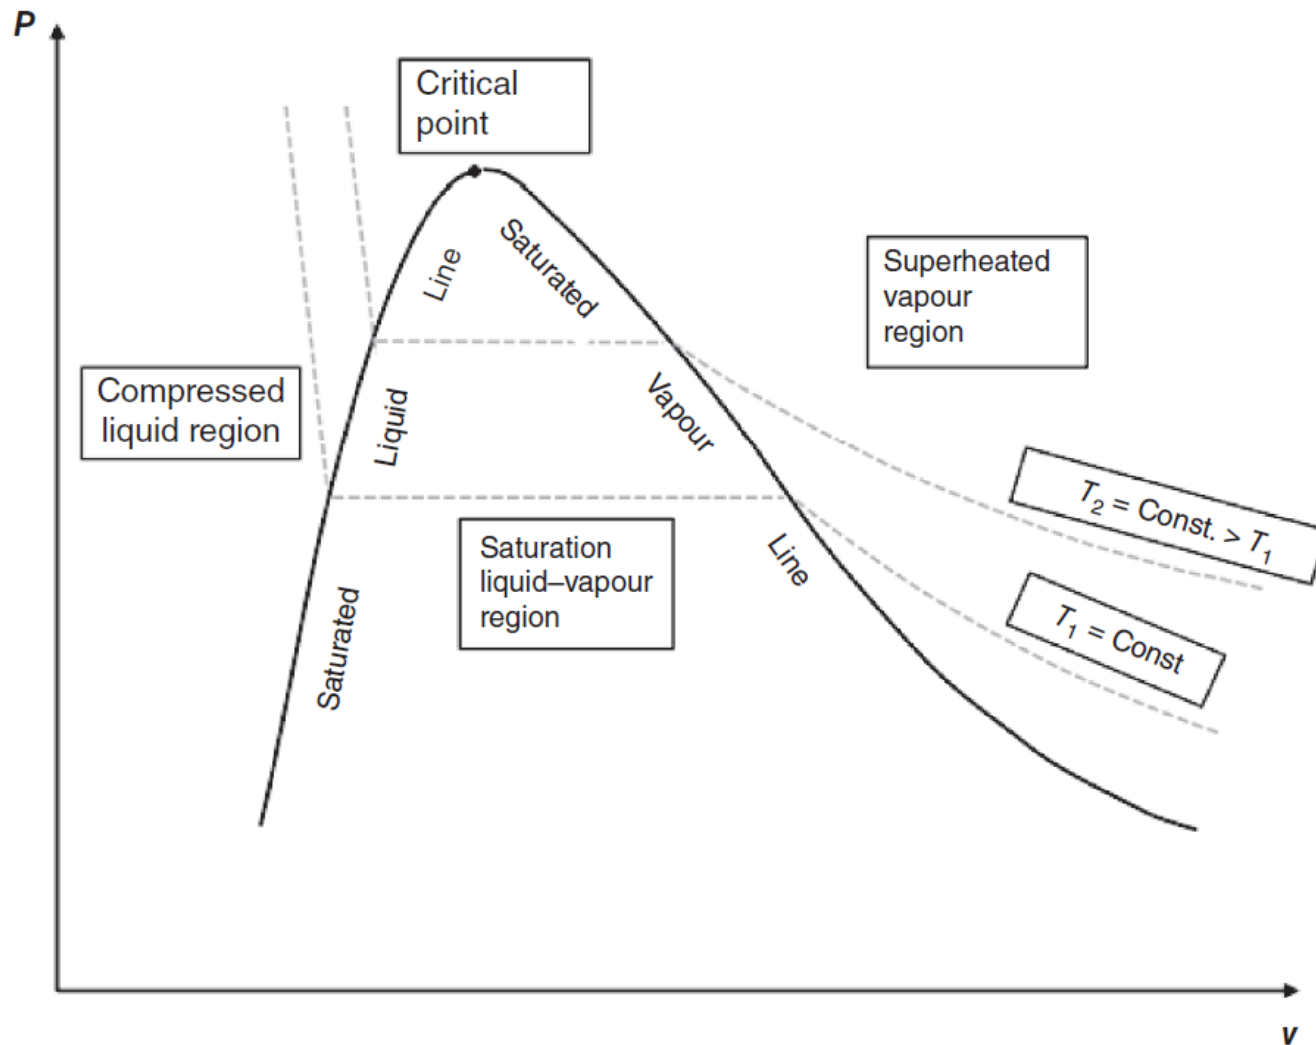 P
Critical
point
Line
Saturated
Superheated
vapour
region
Compressed
liquid region
Liquid
Vapour
T2 = Const. > T1
Saturation
liquid–vapour
region
Line
T1 = Const
Saturated
v